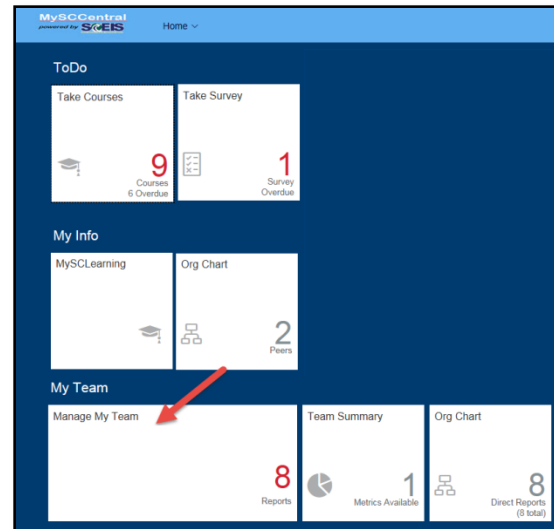 MySCCentral
powered by SCEIS
Home
ToDo
Take Courses
9
Courses
6 Overdue
Take Survey
1
Survey
Overdue
My Info
MySCLearning
Org Chart
2
Peers
My Team
Manage My Team
8
Reports
Team Summary
1
Metrics Available
Org Chart
8
Direct Reports
(8 total)